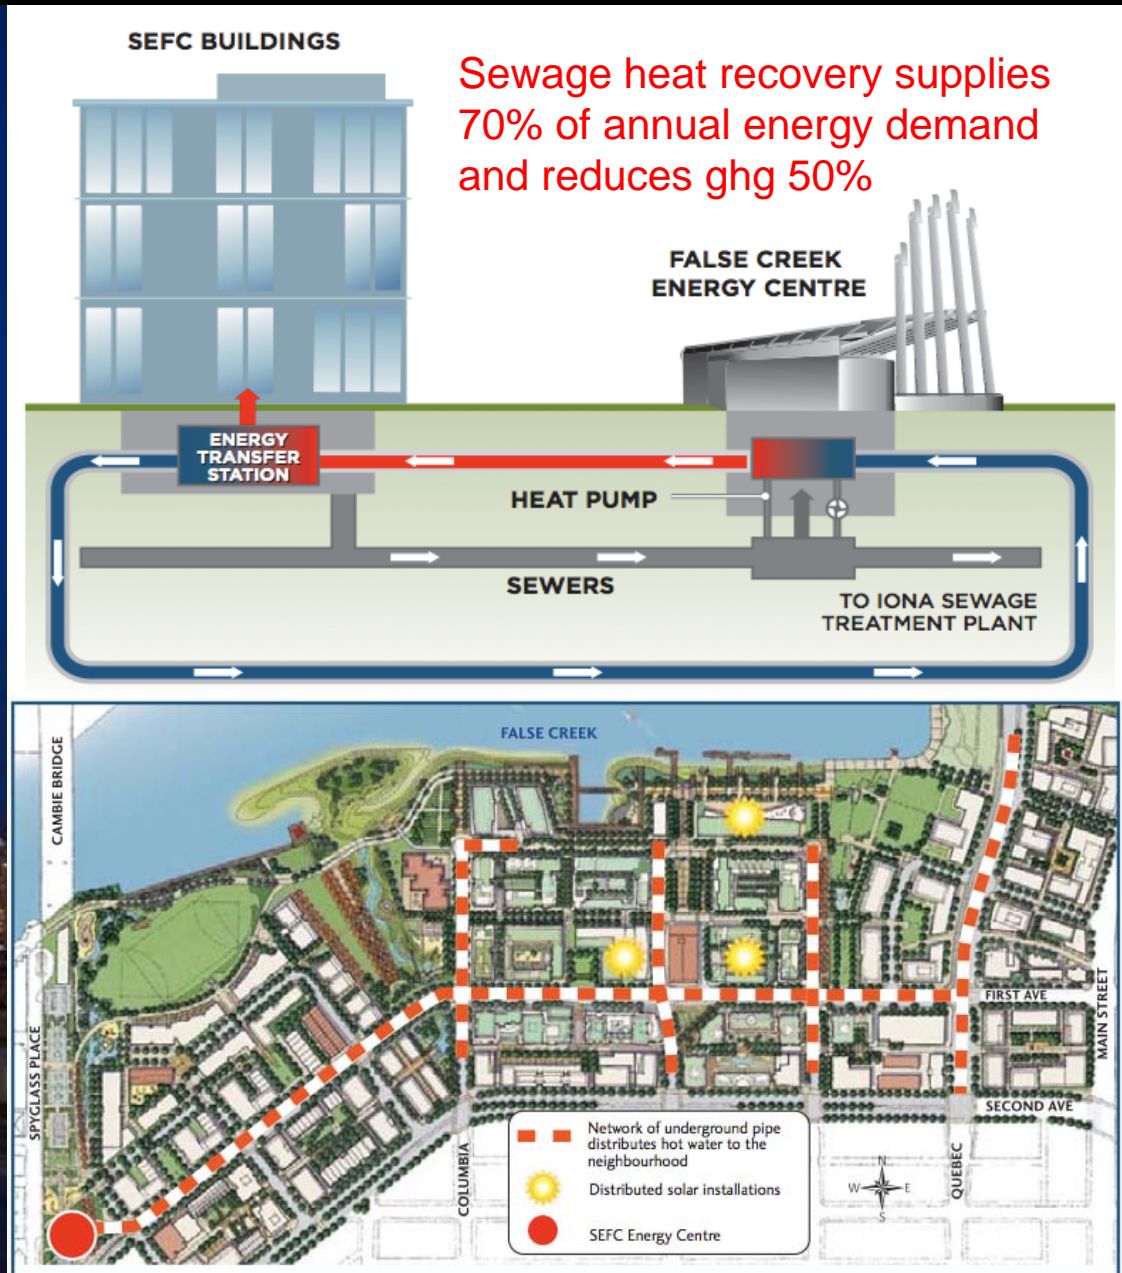 SEFC BUILDINGS
Sewage heat recovery supplies
70% of annual energy demand
and reduces ghg 50%
FALSE CREEK
ENERGY CENTRE
ENERGY
TRANSFER
STATION
HEAT PUMP
SEWERS
TO IONA SEWAGE
TREATMENT PLANT
FALSE CREEK
CAMBIE BRIDGE
SPYGLASS PLACE
FIRST AVE
MAIN STREET
SECOND AVE
COLUMBIA
QUEBEC
Network of underground pipe
distributes hot water to the
neighbourhood
Distributed solar installations
SEFC Energy Centre
N
W
E
S